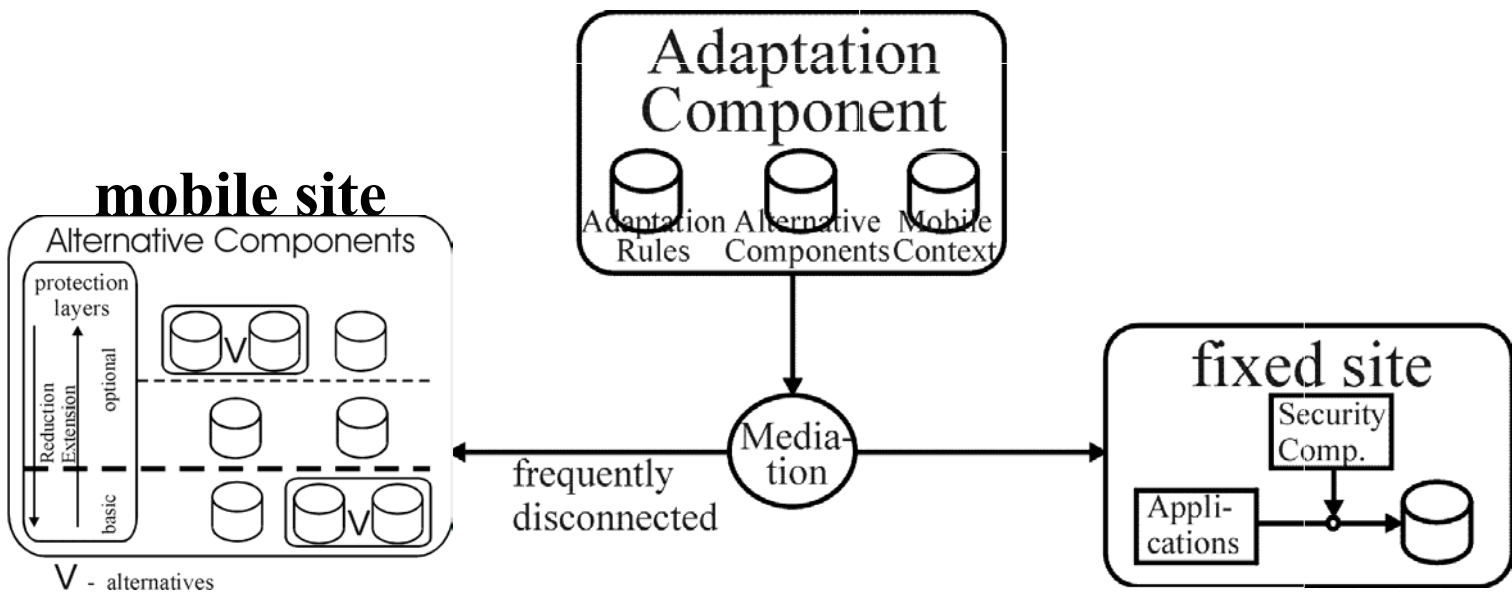 Adaptation
Component
Adaptation Alternative Mobile
Rules Components Context
mobile site
Alternative Components
protection
layers
Reduction
Extension
optional
basic
V
V
V - alternatives
frequently
disconnected
Media-
tion
fixed site
Security
Comp.
Appli-
cations